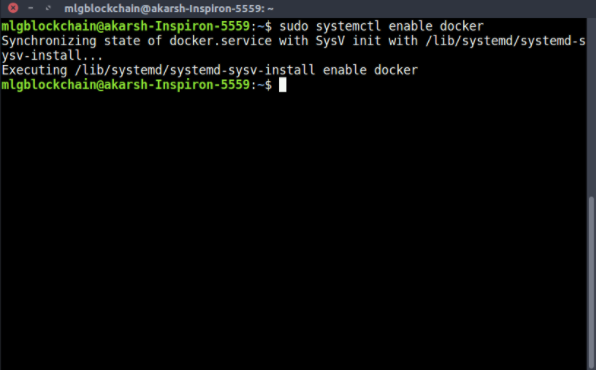 mlgblockchain@akarsh-Inspiron-5559: ~
mlgblockchain@akarsh-Inspiron-5559:~$ sudo systemctl enable docker
Synchronizing state of docker.service with SysV init with /lib/systemd/systemd-s
ysv-install...
Executing /lib/systemd/systemd-sysv-install enable docker
mlgblockchain@akarsh-Inspiron-5559:~$